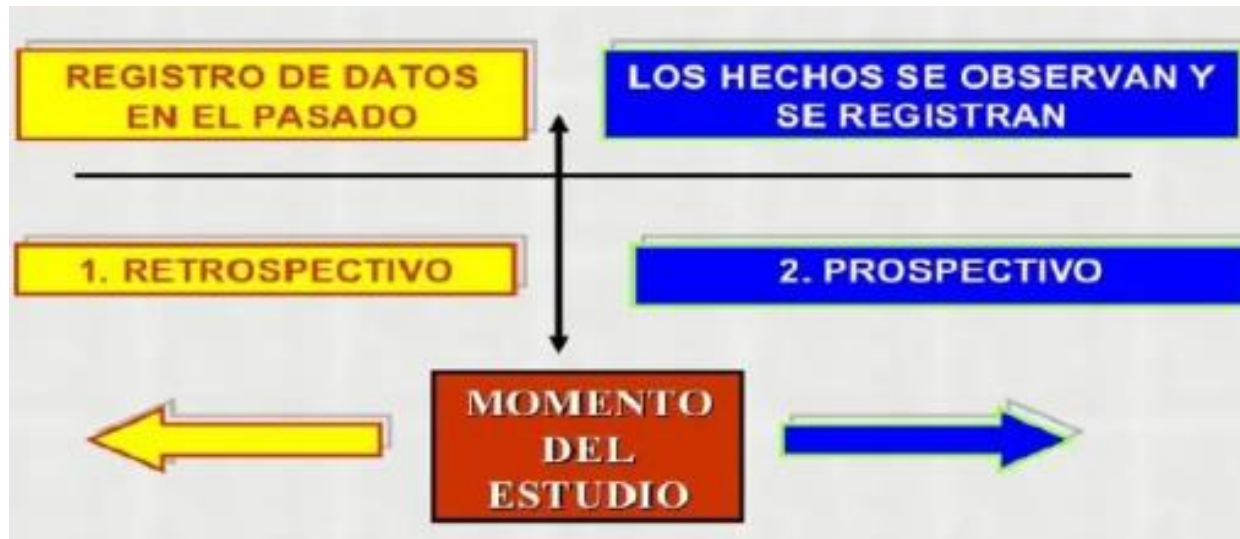 REGISTRO DE DATOS
EN EL PASADO
LOS HECHOS SE OBSERVAN Y
SE REGISTRAN
1. RETROSPECTIVO
2. PROSPECTIVO
MOMENTO
DEL
ESTUDIO